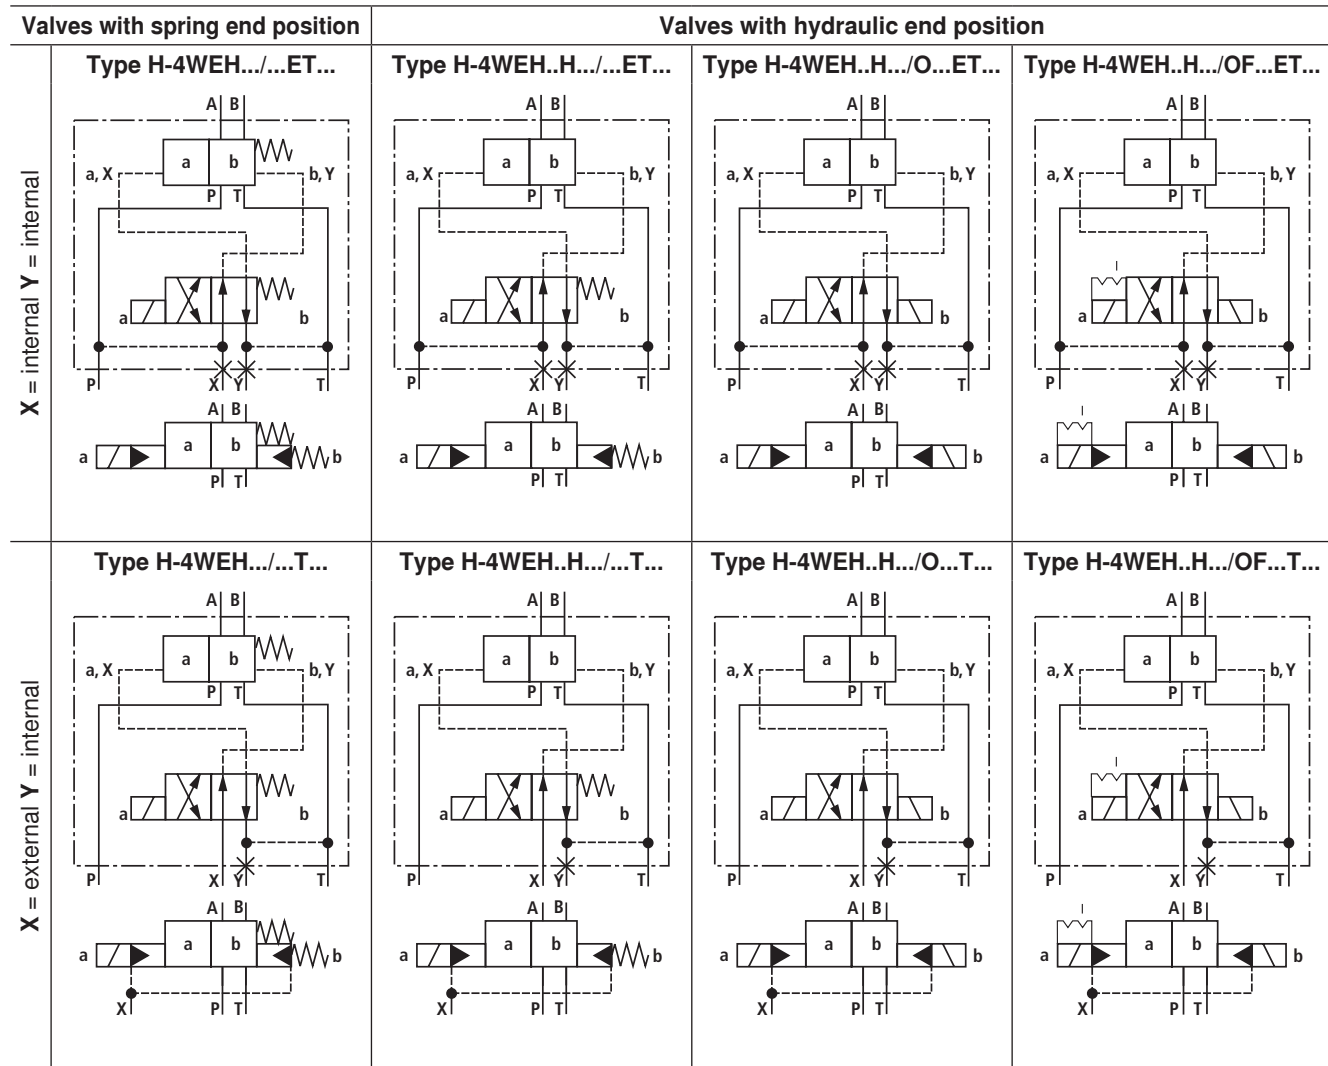 Valves with spring end position
Valves with hydraulic end position
X = internal Y = internal
Type H-4WEH.../...ET...
A B
a b
a, X b, Y
P T
a b
P X Y T
A B
a a b b
P T
Type H-4WEH..H.../...ET...
A B
a b
a, X b, Y
P T
a b
P X Y T
A B
a a b b
P T
Type H-4WEH..H.../O...ET...
A B
a b
a, X b, Y
P T
a b
P X Y T
A B
a a b b
P T
Type H-4WEH..H.../OF...ET...
A B
a b
a, X b, Y
P T
a b
P X Y T
A B
a a b b
P T
X = external Y = internal
Type H-4WEH.../...T...
A B
a b
a, X b, Y
P T
a b
P X Y T
A B
a a b b
X P T
Type H-4WEH..H.../...T...
A B
a b
a, X b, Y
P T
a b
P X Y T
A B
a a b b
X P T
Type H-4WEH..H.../O...T...
A B
a b
a, X b, Y
P T
a b
P X Y T
A B
a a b b
X P T
Type H-4WEH..H.../OF...T...
A B
a b
a, X b, Y
P T
a b
P X Y T
A B
a a b b
X P T